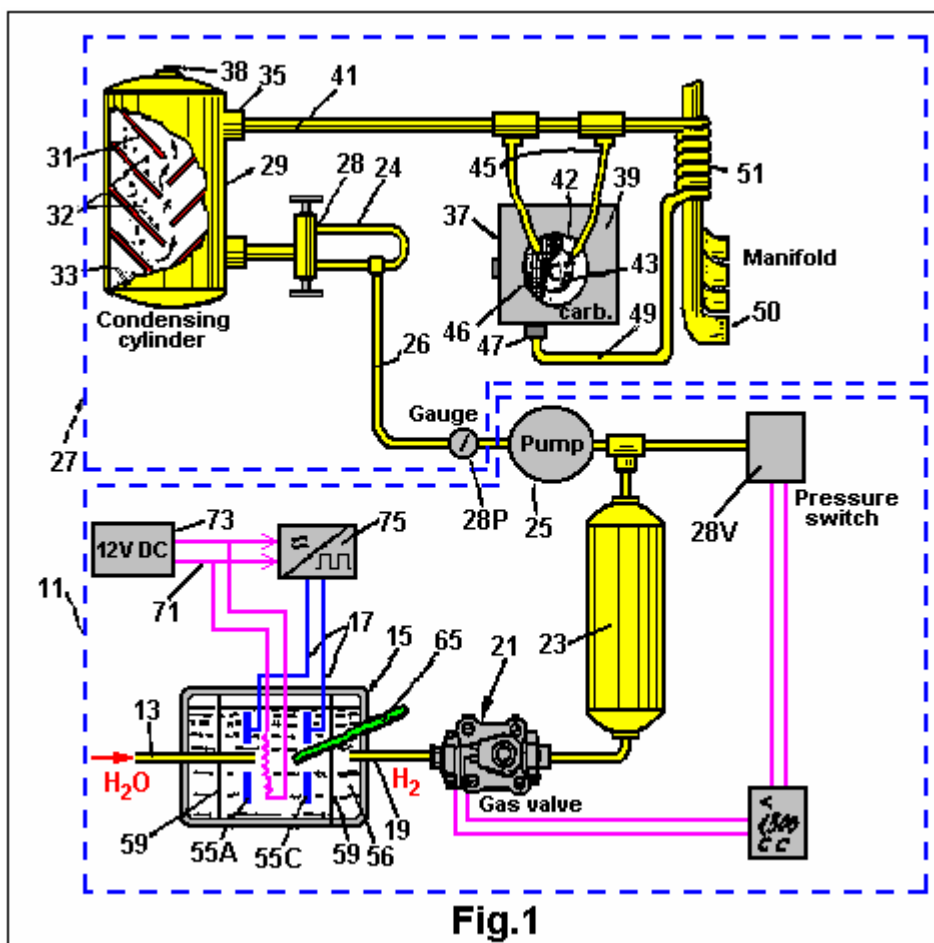 38 35 41
31 29 28 24 45 42 39 51
32 37
33 43 Manifold
Condensing
cylinder
46 carb. 49 50
47
26
27
Gauge
Pump
28P 25 28V Pressure
switch
73 75
12V DC
71
11 17 15 65 21 23
13
H2O H2
Gas valve
59 55A 55C 59 56 19
C C
Fig.1